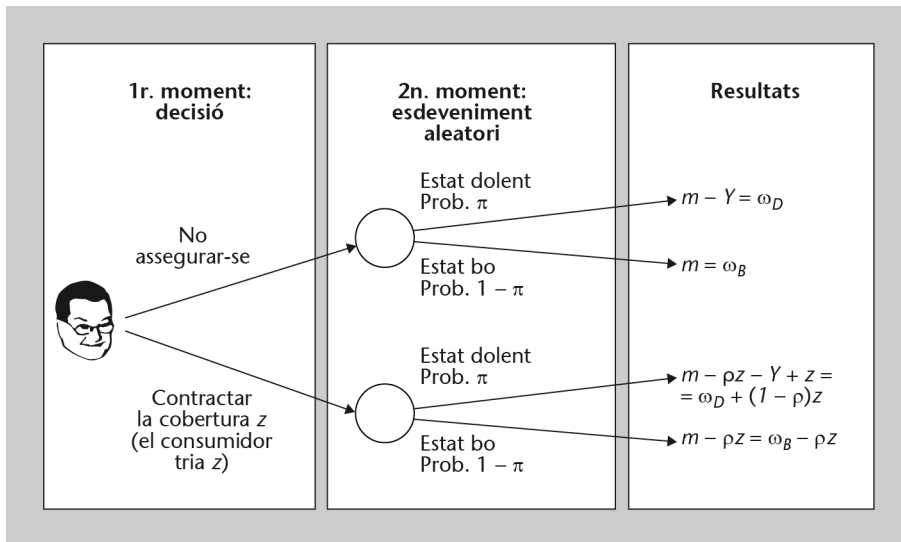 1r. moment:
decisió
2n. moment:
esdeveniment
aleatori
Resultats
No
assegurar-se
Contractar
la cobertura z
(el consumidor
tria z)
Estat dolent
Prob. π
Estat bo
Prob. 1 – π
Estat dolent
Prob. π
Estat bo
Prob. 1 – π
m – Y = ω_D
m = ω_B
m – ρz – Y + z =
= ω_D + (1 – ρ)z
m – ρz = ω_B – ρz